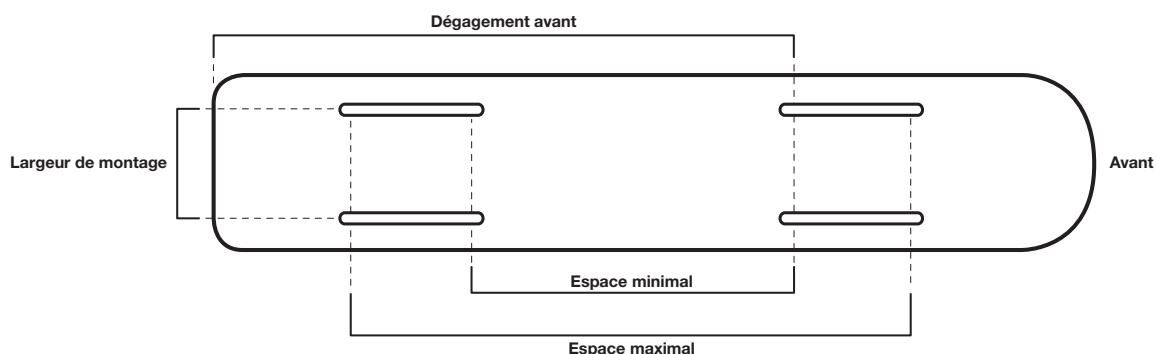 Dégagement avant
Largeur de montage
Avant
Espace minimal
Espace maximal